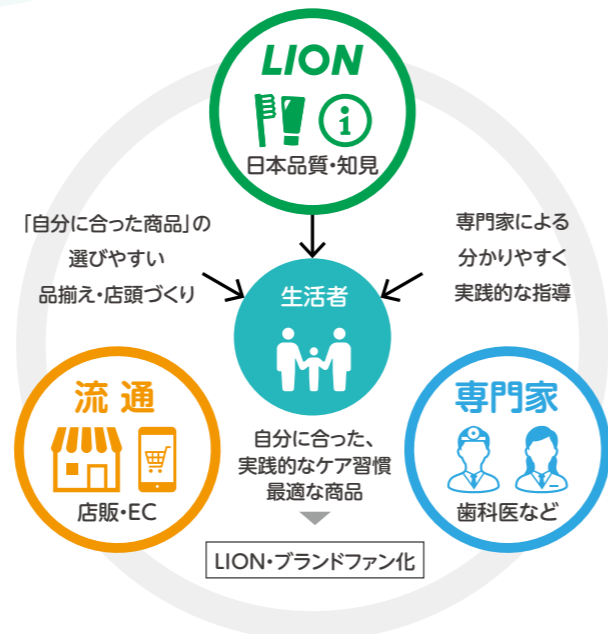 LION
日本品質・知見
「自分に合った商品」の
選びやすい
品揃え・店頭づくり
専門家による
分かりやすく
実践的な指導
生活者
流通
店販・EC
自分に合った、
実践的なケア習慣
最適な商品
専門家
歯科医など
LION・ブランドファン化